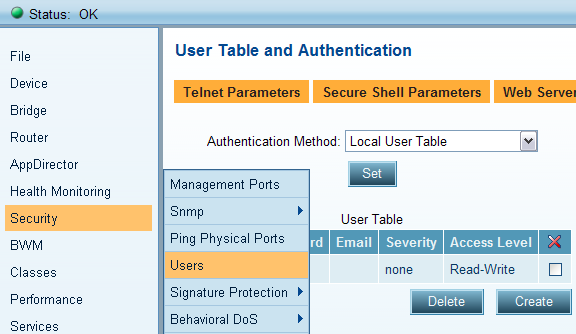 Status: OK
User Table and Authentication
Telnet Parameters Secure Shell Parameters Web Server
Authentication Method: Local User Table
Set
File
Device
Bridge
Router
AppDirector
Health Monitoring
Security
BWM
Classes
Performance
Services
Management Ports
Snmp
Ping Physical Ports
Users
Signature Protection
Behavioral DoS
User Table
Email Severity Access Level
none Read-Write
Delete Create